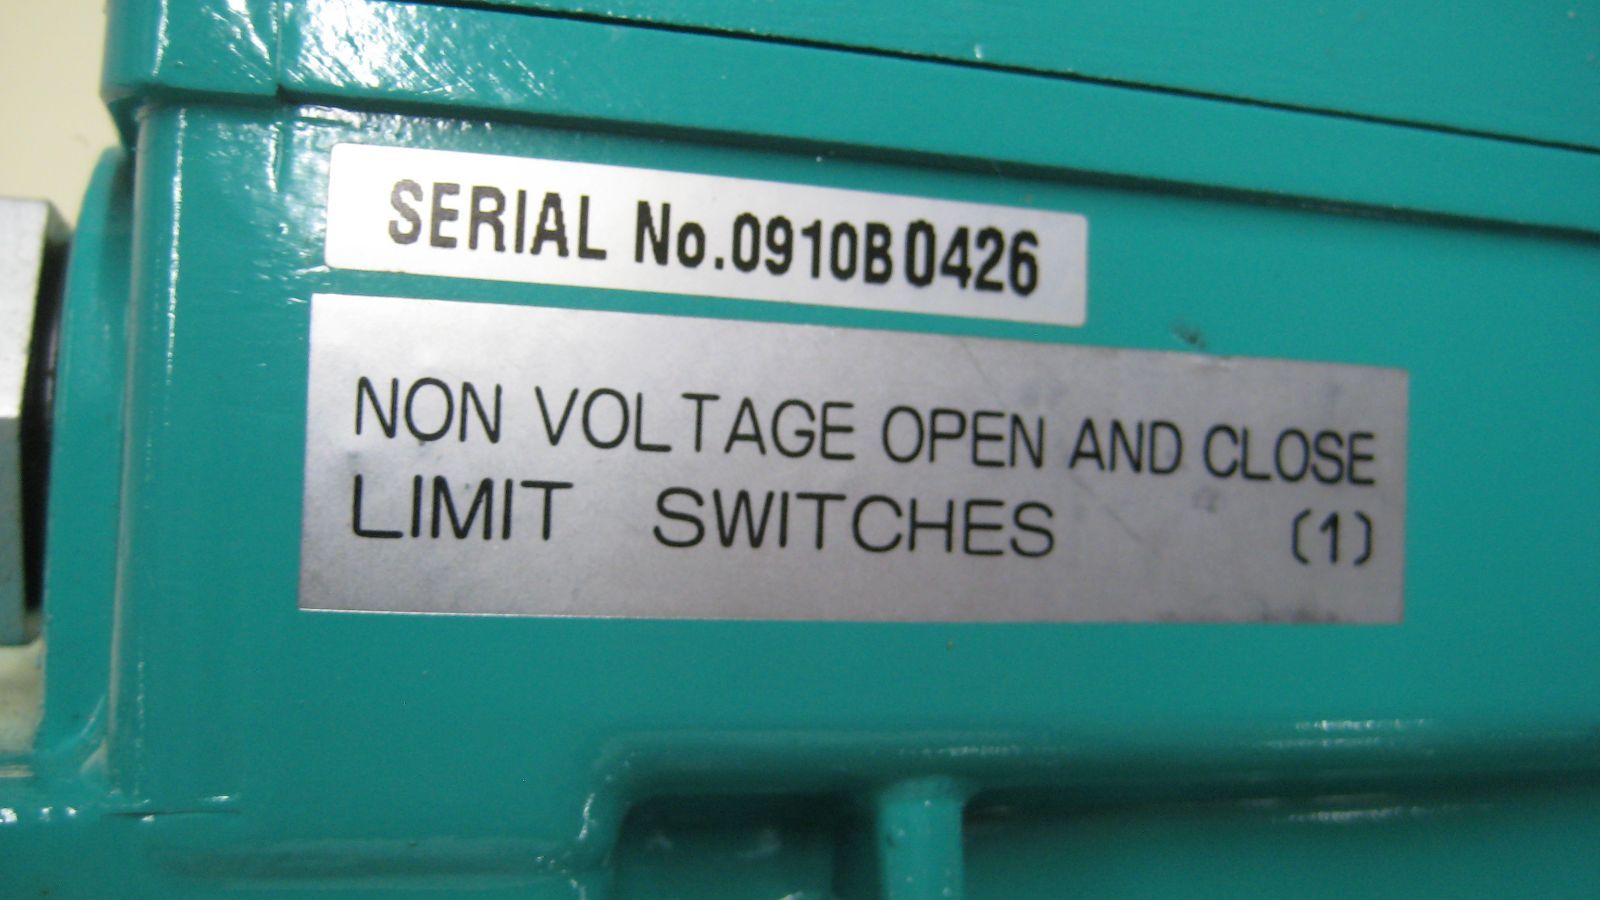 SERIAL No.0910B0426
NON VOLTAGE OPEN AND CLOSE
LIMIT SWITCHES (1)